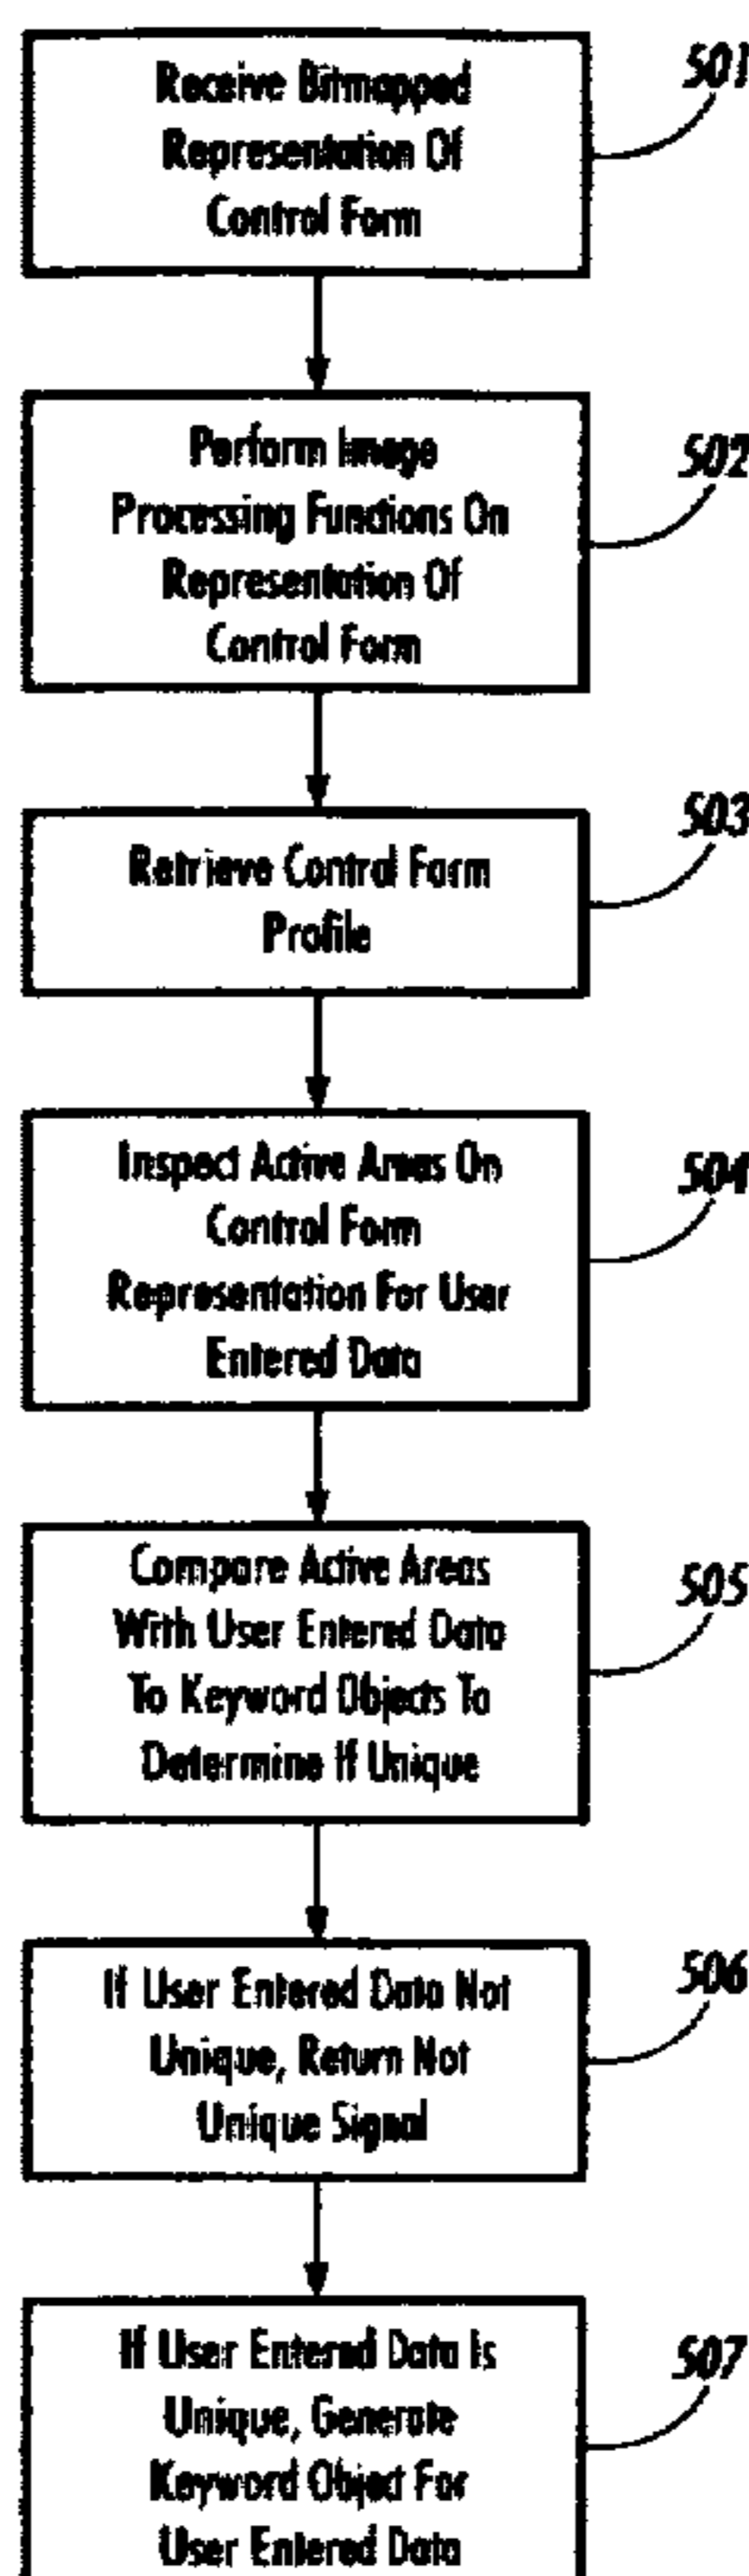 Receive Bitmapped
Representation Of
Control Form
501
Perform Image
Processing Functions On
Representation Of
Control Form
502
Retrieve Control Form
Profile
503
Inspect Active Areas On
Control Form
Representation For User
Entered Data
504
Compare Active Areas
With User Entered Data
To Keyword Objects To
Determine If Unique
505
If User Entered Data Not
Unique, Return Not
Unique Signal
506
If User Entered Data Is
Unique, Generate
Keyword Object For
User Entered Data
507